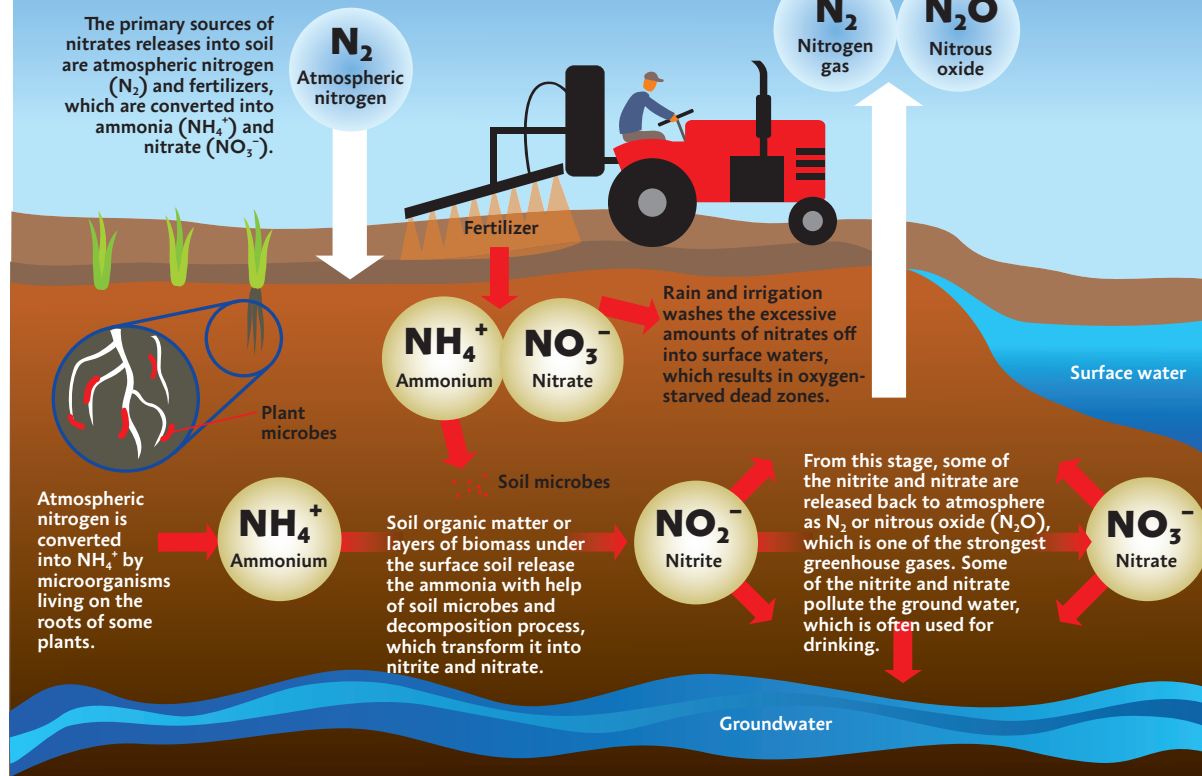 The primary sources of
nitrates releases into soil
are atmospheric nitrogen
(N₂) and fertilizers,
which are converted into
ammonia (NH₄⁺) and
nitrate (NO₃⁻).
N₂
Atmospheric
nitrogen
N₂
Nitrogen
gas
N₂O
Nitrous
oxide
Fertilizer
NH₄⁺
Ammonium
NO₃⁻
Nitrate
Rain and irrigation
washes the excessive
amounts of nitrates off
into surface waters,
which results in oxygen-
starved dead zones.
Surface water
Plant
microbes
Soil microbes
Atmospheric
nitrogen is
converted
into NH₄⁺ by
microorganisms
living on the
roots of some
plants.
NH₄⁺
Ammonium
Soil organic matter or
layers of biomass under
the surface soil release
the ammonia with help
of soil microbes and
decomposition process,
which transform it into
nitrite and nitrate.
NO₂⁻
Nitrite
From this stage, some of
the nitrite and nitrate are
released back to atmosphere
as N₂ or nitrous oxide (N₂O),
which is one of the strongest
greenhouse gases. Some
of the nitrite and nitrate
pollute the ground water,
which is often used for
drinking.
NO₃⁻
Nitrate
Groundwater